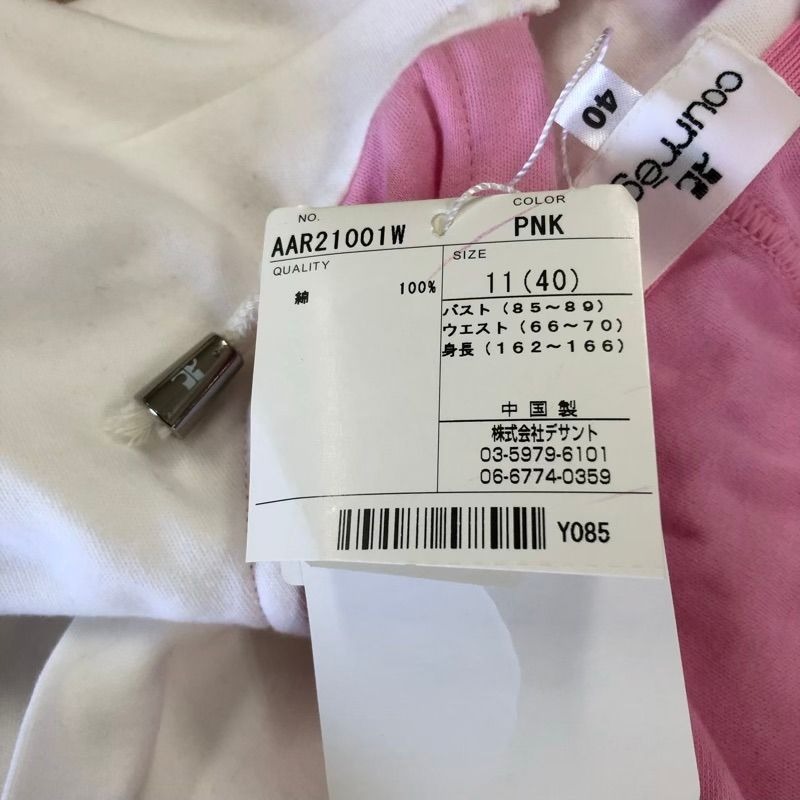 40
courrèg
NO.
AAR21001W
COLOR
PNK
QUALITY
綿 100%
SIZE
11(40)
バスト(85～89)
ウエスト(66～70)
身長(162～166)
中国製
株式会社デサント
03-5979-6101
06-6774-0359
Y085